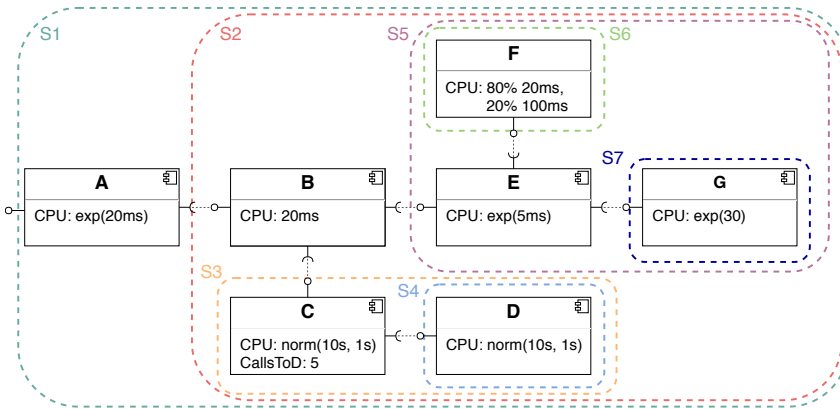 S1
S2
S5
S6
F
CPU: 80% 20ms,
20% 100ms
S7
A
CPU: exp(20ms)
B
CPU: 20ms
E
CPU: exp(5ms)
G
CPU: exp(30)
S3
S4
C
CPU: norm(10s, 1s)
CallsToD: 5
D
CPU: norm(10s, 1s)